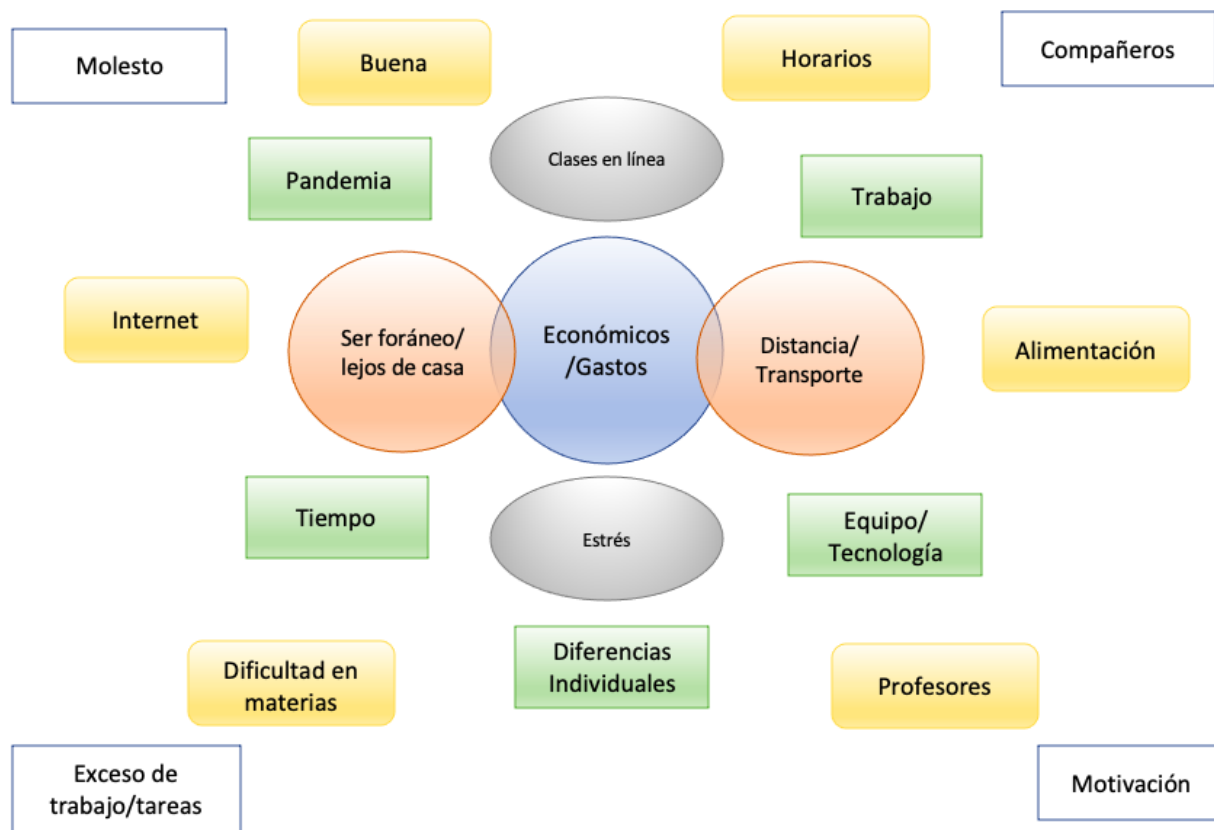 Molesto
Buena
Horarios
Compañeros
Clases en línea
Pandemia
Trabajo
Internet
Ser foráneo/
lejos de casa
Económicos
/Gastos
Distancia/
Transporte
Alimentación
Tiempo
Estrés
Equipo/
Tecnología
Dificultad en
materias
Diferencias
Individuales
Profesores
Exceso de
trabajo/tareas
Motivación